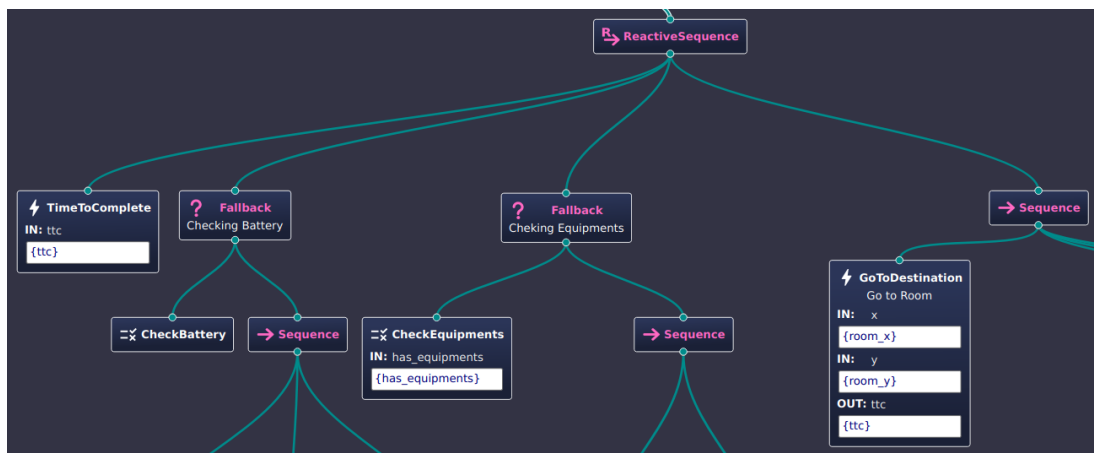 R ReactiveSequence
TimeToComplete
IN: ttc
{ttc}
? Fallback
Checking Battery
? Fallback
Cheking Equipments
Sequence
CheckBattery
Sequence
CheckEquipments
IN: has_equipments
{has_equipments}
Sequence
GoToDestination
Go to Room
IN: x
{room_x}
IN: y
{room_y}
OUT: ttc
{ttc}